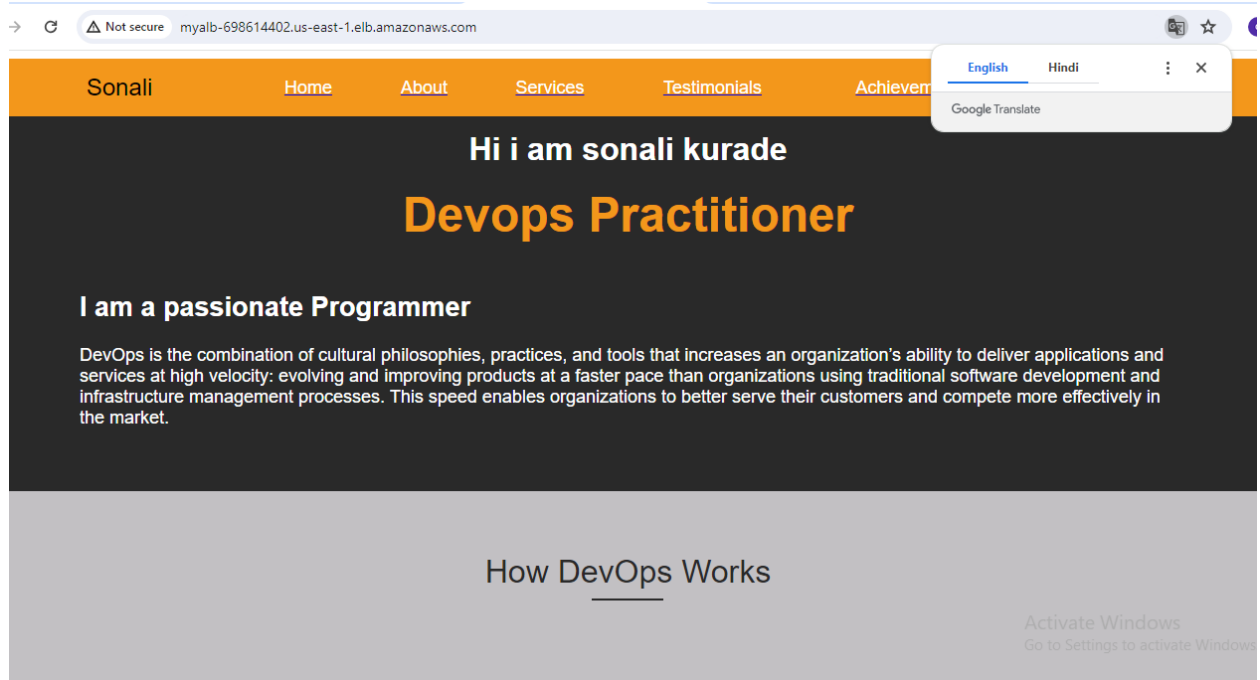 Not secure myalb-698614402.us-east-1.elb.amazonaws.com
English Hindi
Google Translate
Sonali Home About Services Testimonials Achievem
Hi i am sonali kurade
Devops Practitioner
I am a passionate Programmer
DevOps is the combination of cultural philosophies, practices, and tools that increases an organization’s ability to deliver applications and
services at high velocity: evolving and improving products at a faster pace than organizations using traditional software development and
infrastructure management processes. This speed enables organizations to better serve their customers and compete more effectively in
the market.
How DevOps Works
Activate Windows
Go to Settings to activate Windows